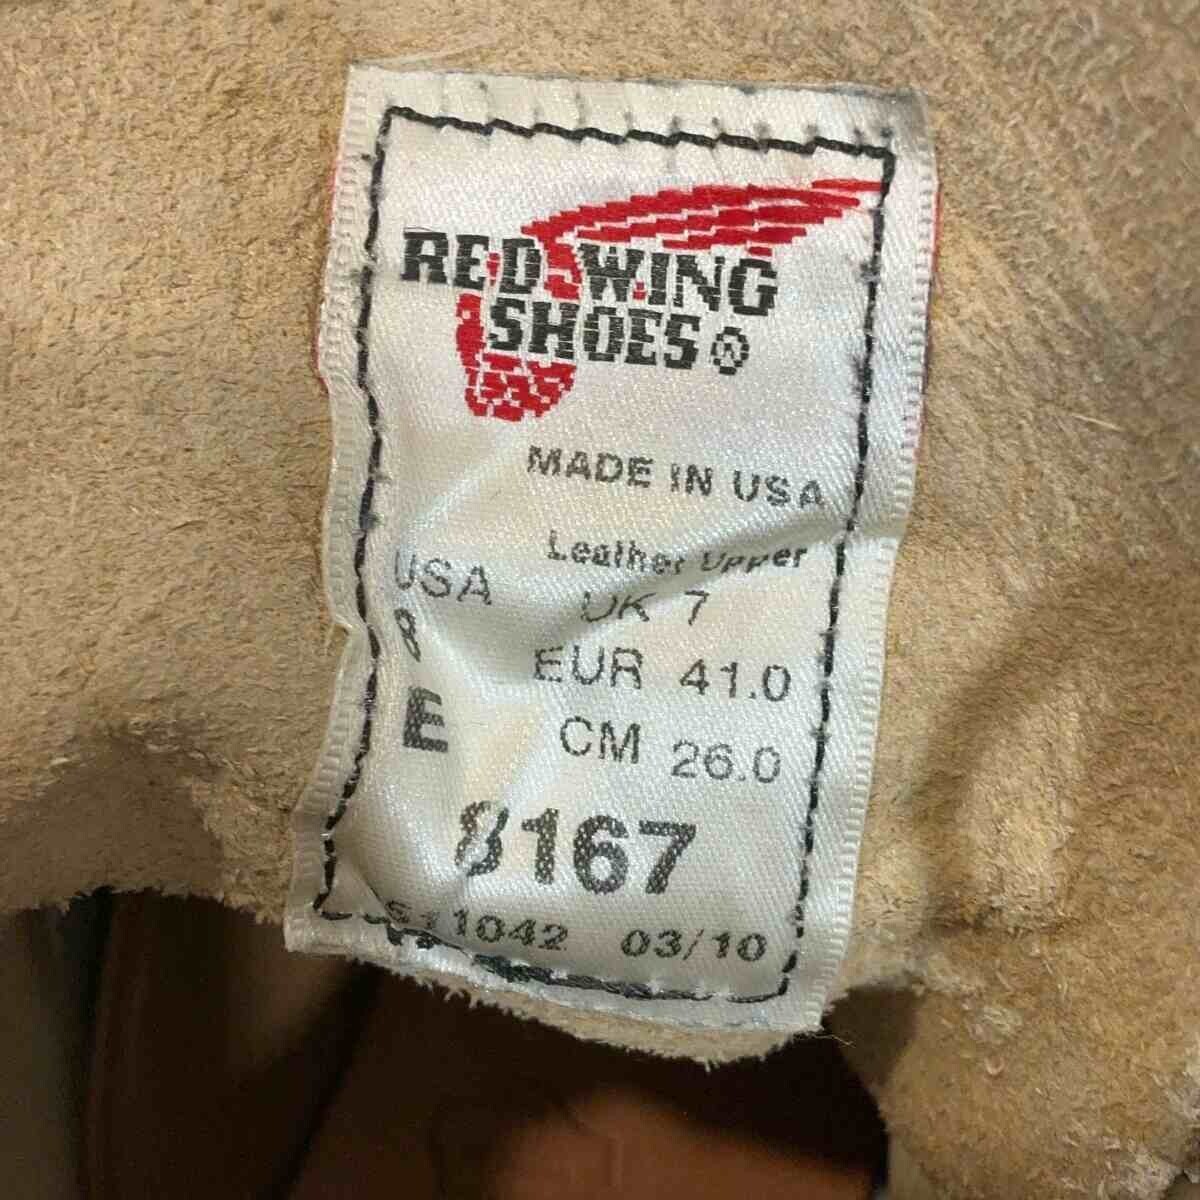 RED WING
SHOES®
MADE IN USA
Leather Upper
USA UK 7
8 EUR 41.0
E CM 26.0
8167
511042 03/10